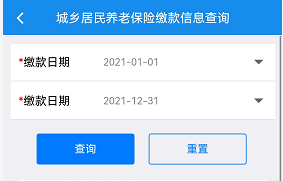 城乡居民养老保险缴款信息查询
*缴款日期 2021-01-01
*缴款日期 2021-12-31
查询 重置